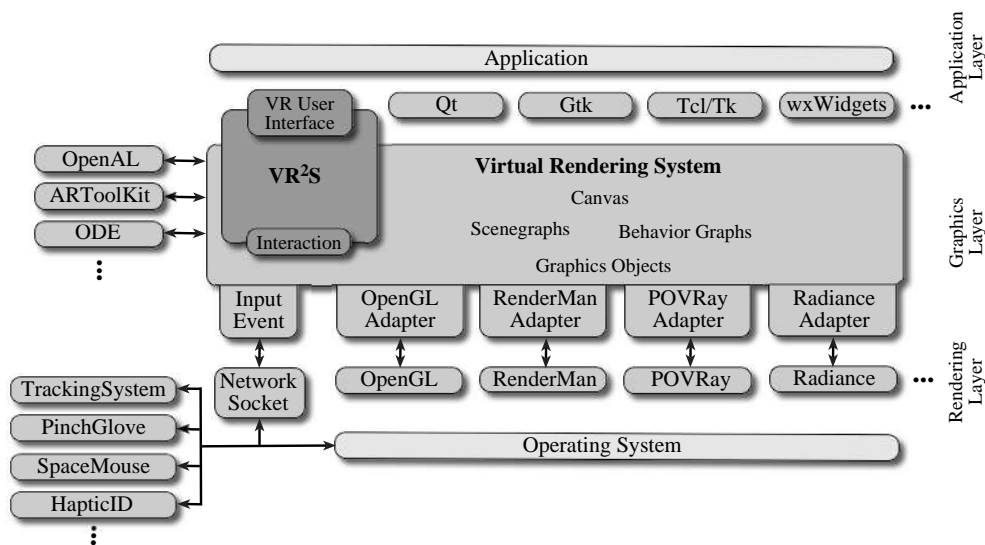 Application
Application
Layer
VR User
Interface
Qt
Gtk
Tcl/Tk
wxWidgets
...
VR²S
Interaction
Virtual Rendering System
Canvas
Scenegraphs
Behavior Graphs
Graphics Objects
Graphics
Layer
OpenAL
ARToolKit
ODE
Input
Event
OpenGL
Adapter
RenderMan
Adapter
POVRay
Adapter
Radiance
Adapter
Network
Socket
OpenGL
RenderMan
POVRay
Radiance
...
Rendering
Layer
TrackingSystem
PinchGlove
SpaceMouse
HapticID
Operating System